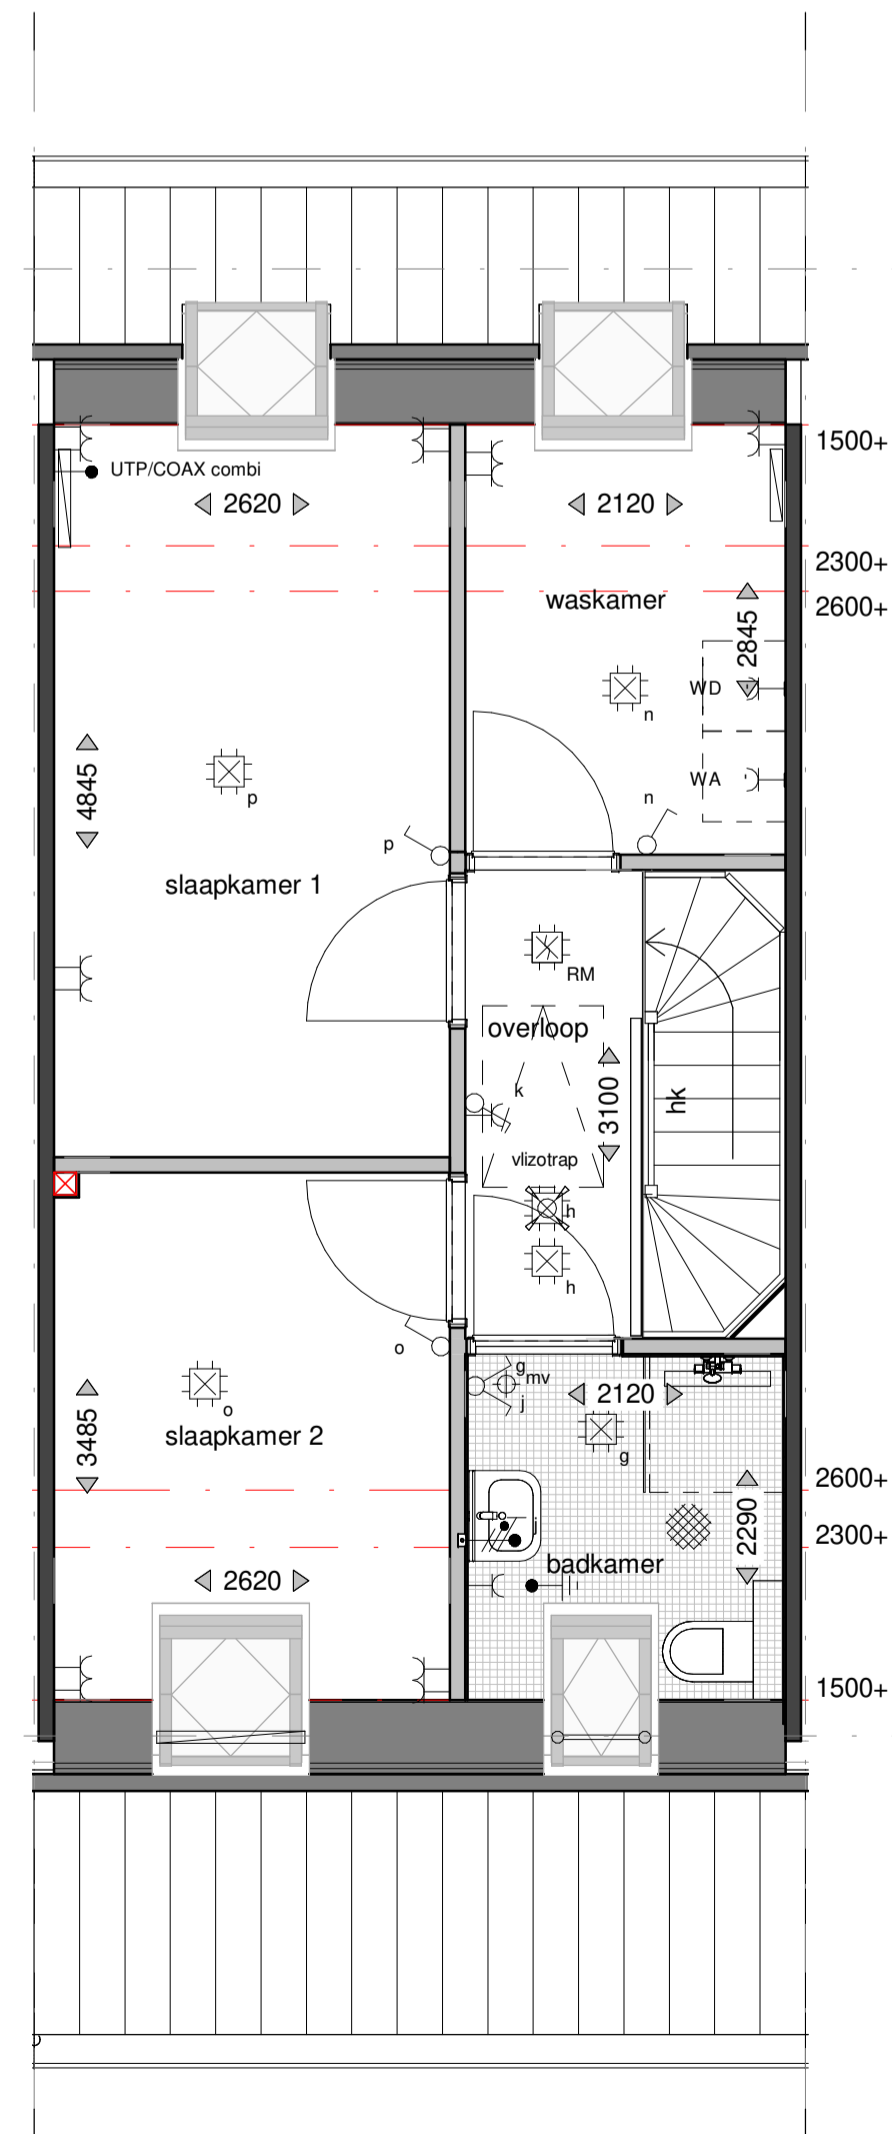 1500+
UTP/COAX combi
2620
2120
2300+
2600+
waskamer
2845
WD
n
p
4845
WA
n
p
slaapkamer 1
RM
overloop
k
3100
hk
vlizotrap
h
h
o
g
mv
j
2120
o
g
3485
slaapkamer 2
2600+
2290
2300+
i
badkamer
2620
1500+